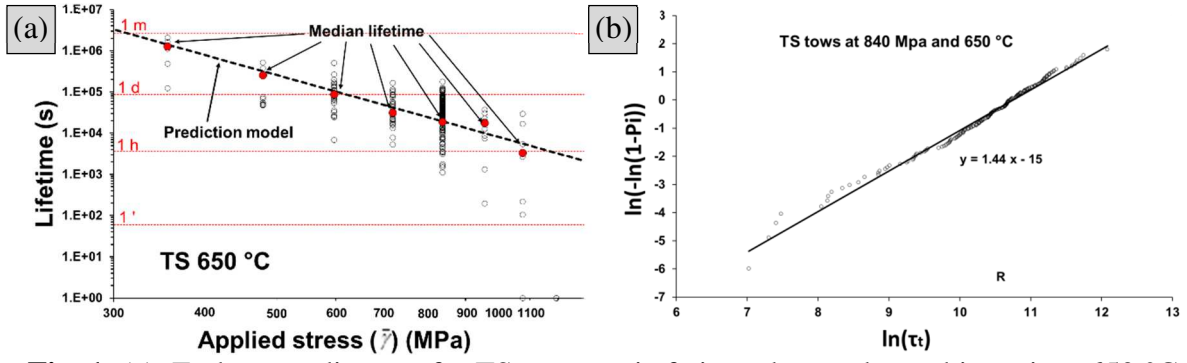 (a)
1.E+07
1.E+06
1.E+05
1.E+04
1.E+03
1.E+02
1.E+01
1.E+00
Lifetime (s)
1 m
1 d
1 h
1 '
Median lifetime
Prediction model
TS 650 °C
300 400 500 600 700 800 900 1000 1100
Applied stress ( ) (MPa)
(b)
TS tows at 840 Mpa and 650 °C
3
2
1
0
-1
-2
-3
-4
-5
-6
-7
ln(-ln(1-Pi))
y = 1.44 x - 15
R
6 7 8 9 10 11 12 13
ln(τt)